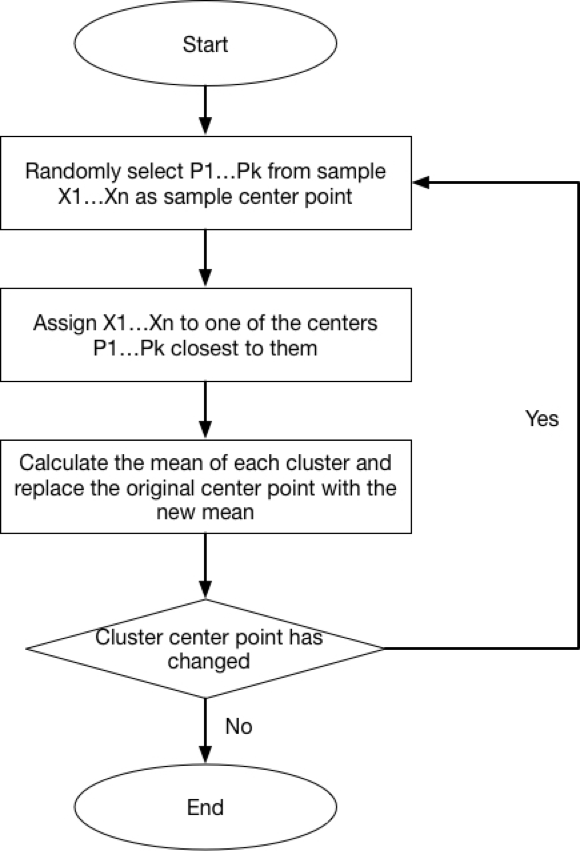 Start
Randomly select P1…Pk from sample
X1…Xn as sample center point
Assign X1…Xn to one of the centers
P1…Pk closest to them
Yes
Calculate the mean of each cluster and
replace the original center point with the
new mean
Cluster center point has
changed
No
End